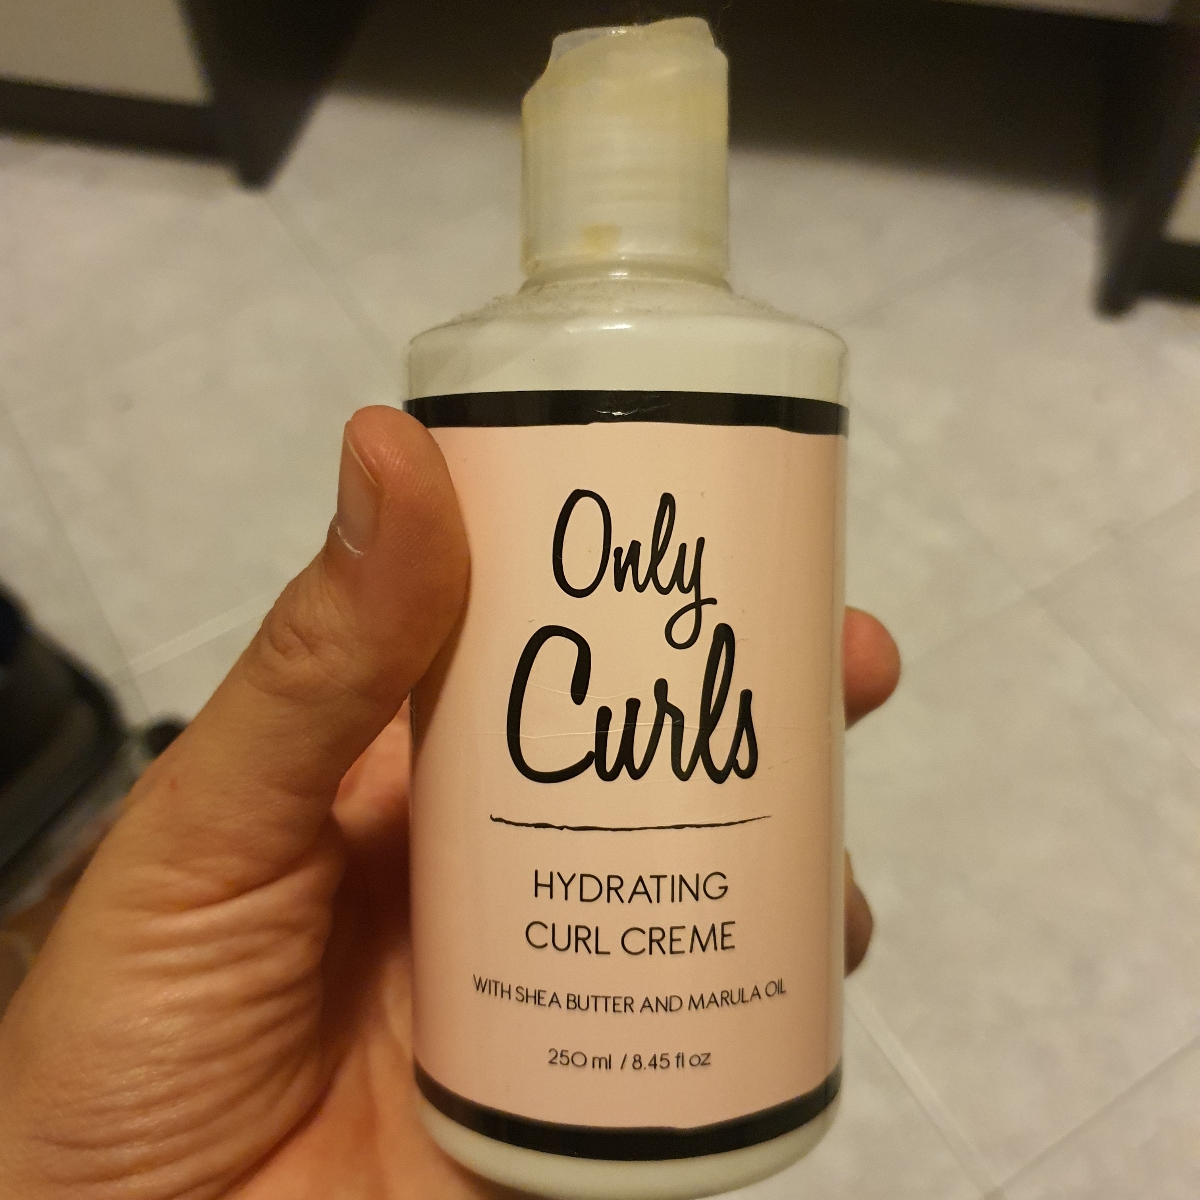 Only
Curls
HYDRATING
CURL CREME
WITH SHEA BUTTER AND MARULA OIL
250 ml / 8.45 fl oz